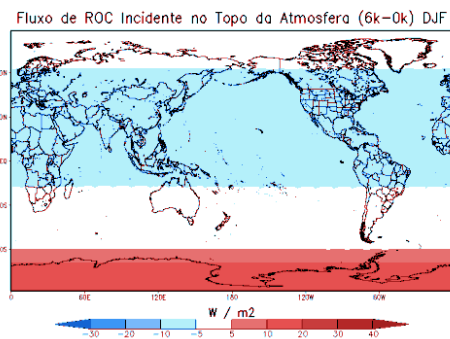 Fluxo de ROC Incidente no Topo da Atmosfera (6k-0k) DJF
0 60E 120E 180 120W 60W
W / m2
-30 -20 -10 -5 5 10 20 30 40